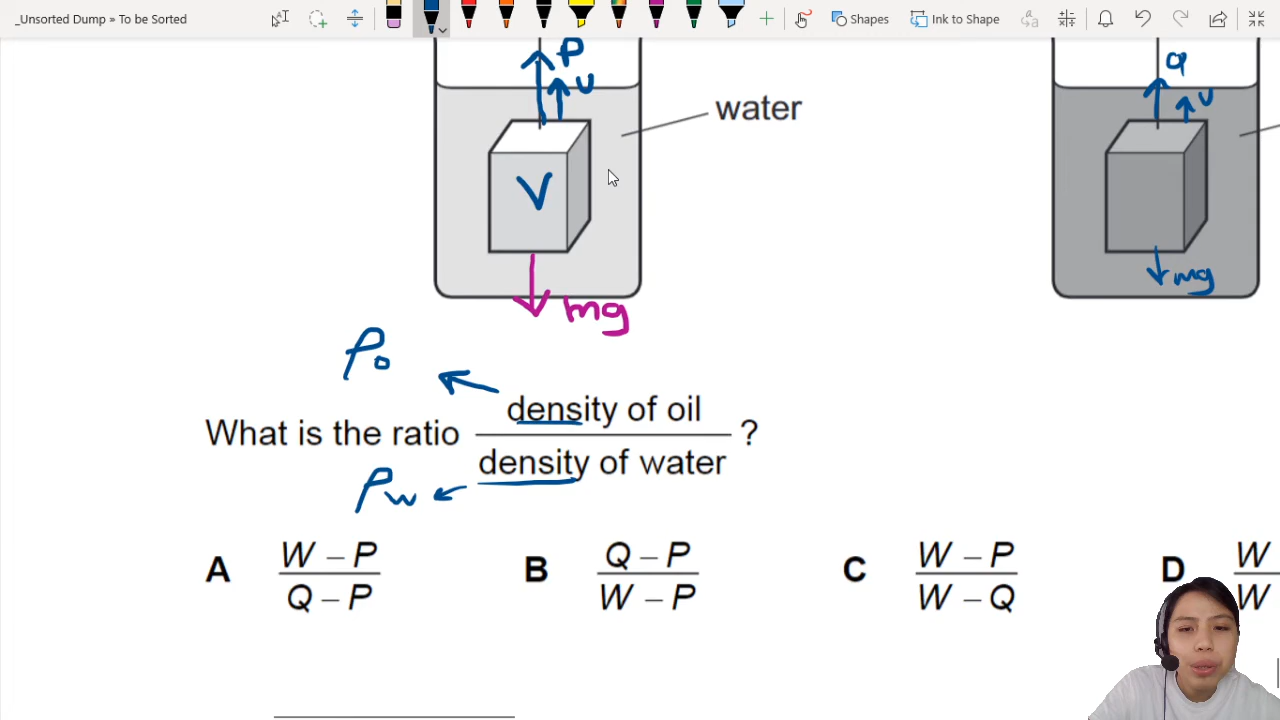 _Unsorted Dump » To be Sorted
Shapes
Ink to Shape
P
U
water
V
mg
Q
U
mg
ρo
What is the ratio density of oil
density of water ?
ρw
A W – P
Q – P
B Q – P
W – P
C W – P
W – Q
D W
W